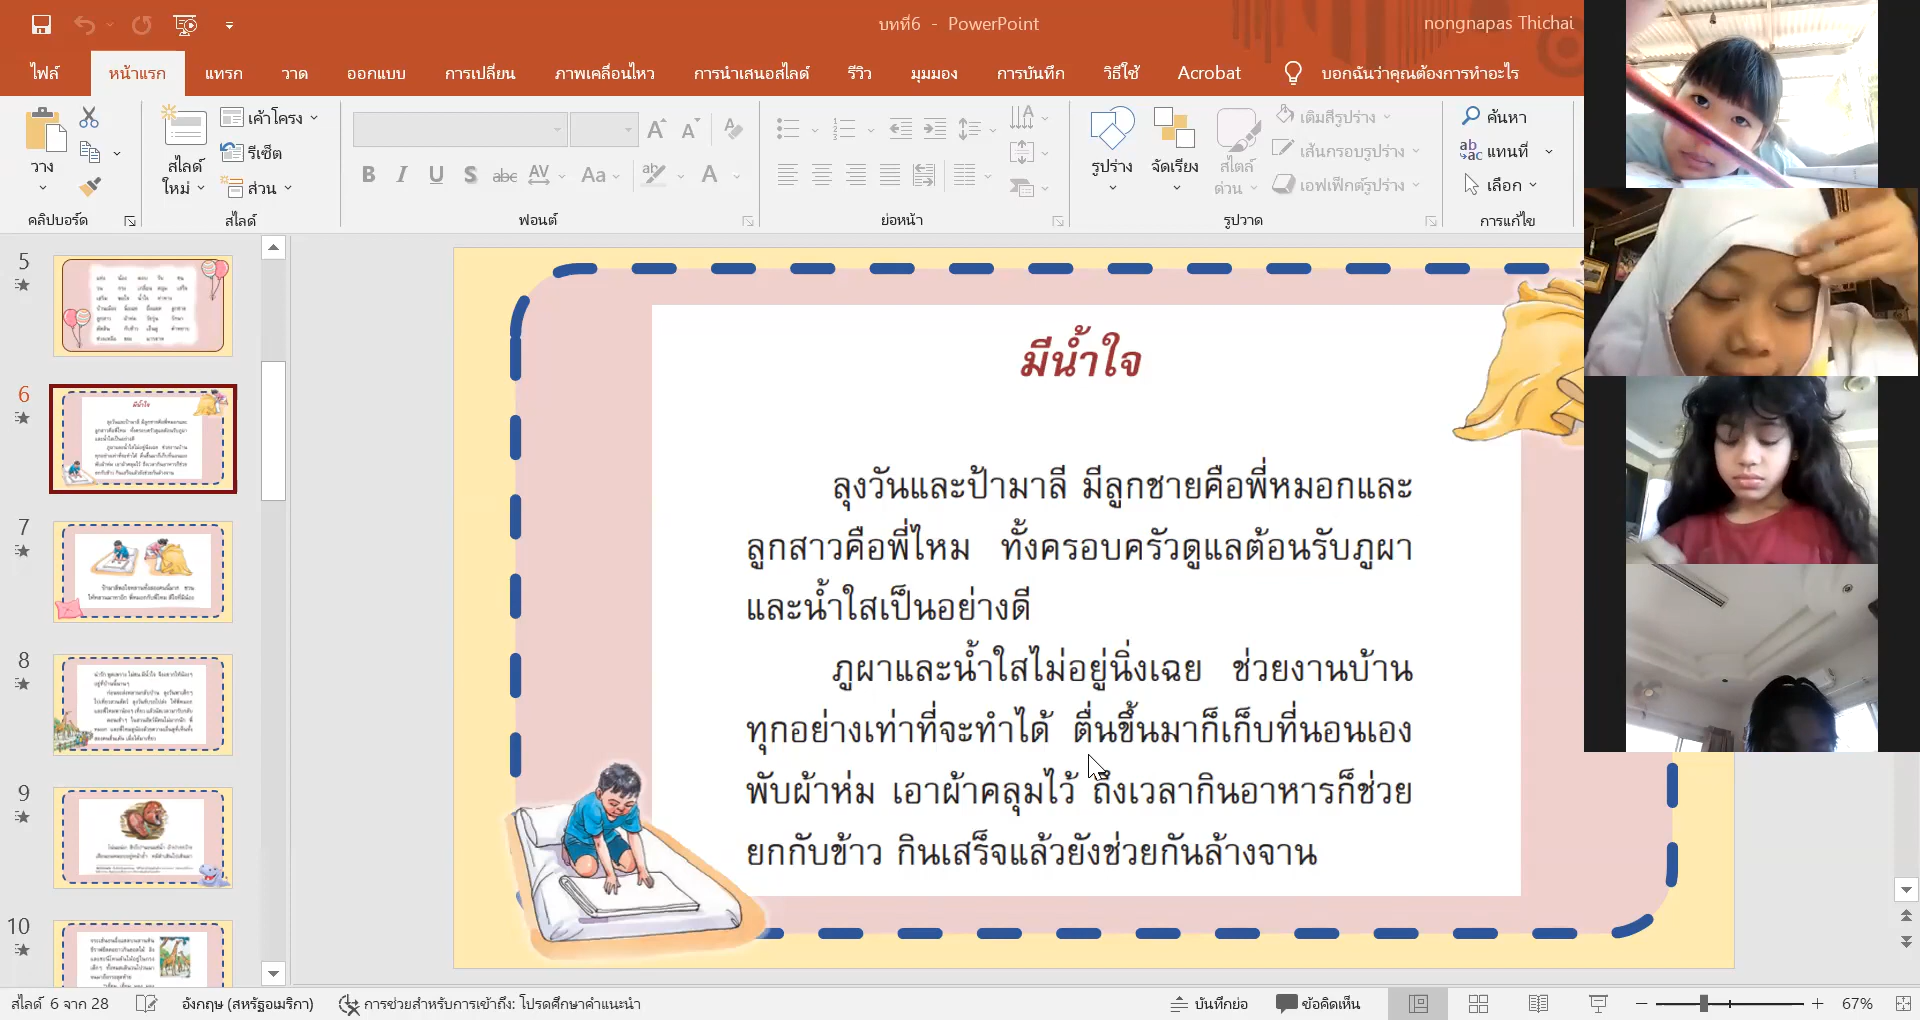 บทที่6 - PowerPoint
nongnapas Thichai
ไฟล์ หน้าแรก แทรก วาด ออกแบบ การเปลี่ยน ภาพเคลื่อนไหว การนำเสนอสไลด์ รีวิว มุมมอง การบันทึก วิธีใช้ Acrobat บอกฉันว่าคุณต้องการทำอะไร
วาง
คลิปบอร์ด
สไลด์
ใหม่
เค้าโครง
รีเซ็ต
ส่วน
สไลด์
B I U S abc AV Aa A
ฟอนต์
ย่อหน้า
รูปร่าง
จัดเรียง
สไตล์
ด่วน
เติมสีรูปร่าง
เส้นกรอบรูปร่าง
เอฟเฟ็กต์รูปร่าง
รูปวาด
ค้นหา
แทนที่
เลือก
การแก้ไข
5
6
7
8
9
10
มีน้ำใจ
ลุงวันและป้ามาลี มีลูกชายคือพี่หมอกและ
ลูกสาวคือพี่ไหม ทั้งครอบครัวดูแลต้อนรับภูผา
และน้ำใสเป็นอย่างดี
ภูผาและน้ำใสไม่อยู่นิ่งเฉย ช่วยงานบ้าน
ทุกอย่างเท่าที่จะทำได้ ตื่นขึ้นมาก็เก็บที่นอนเอง
พับผ้าห่ม เอาผ้าคลุมไว้ ถึงเวลากินอาหารก็ช่วย
ยกกับข้าว กินเสร็จแล้วยังช่วยกันล้างจาน
สไลด์ 6 จาก 28
อังกฤษ (สหรัฐอเมริกา)
การช่วยสำหรับการเข้าถึง: โปรดศึกษาคำแนะนำ
บันทึกย่อ
ข้อคิดเห็น
67%